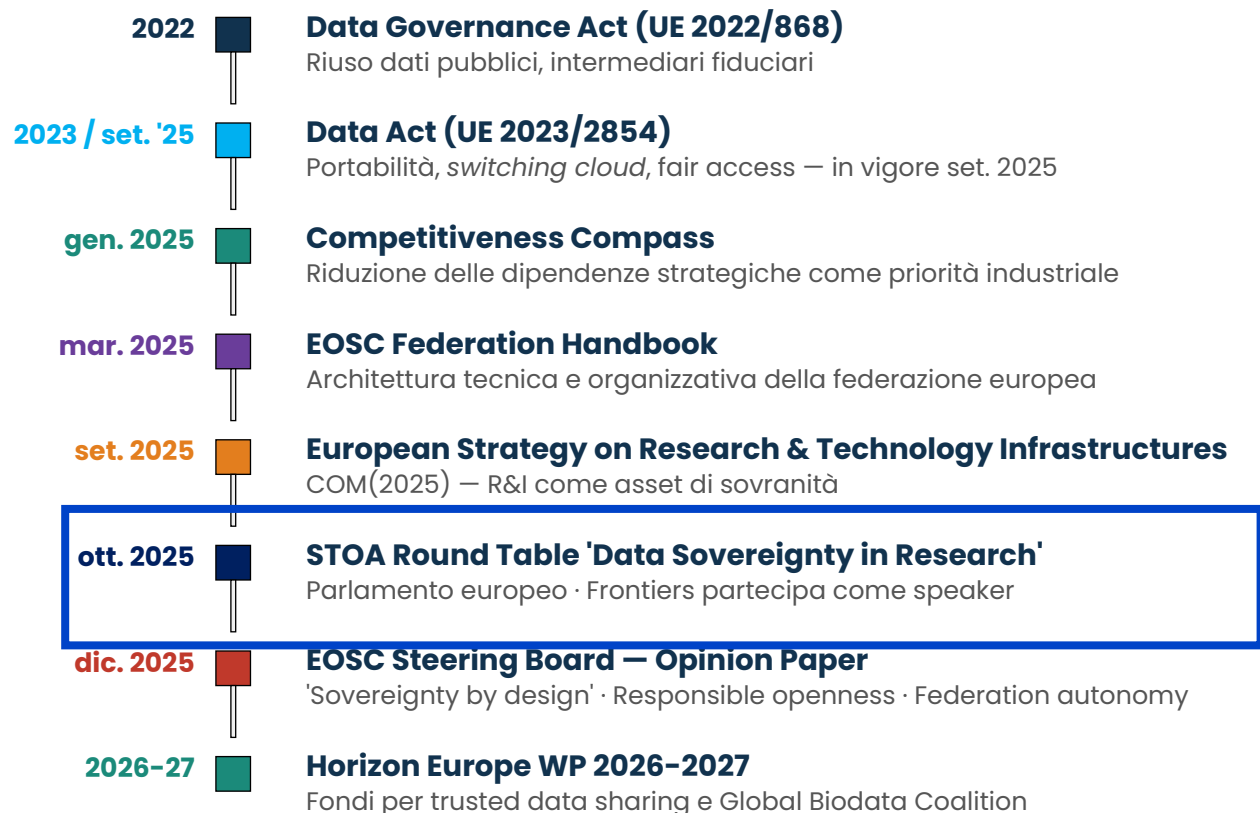 2022
Data Governance Act (UE 2022/868)
Riuso dati pubblici, intermediari fiduciari
2023 / set. '25
Data Act (UE 2023/2854)
Portabilità, switching cloud, fair access — in vigore set. 2025
gen. 2025
Competitiveness Compass
Riduzione delle dipendenze strategiche come priorità industriale
mar. 2025
EOSC Federation Handbook
Architettura tecnica e organizzativa della federazione europea
set. 2025
European Strategy on Research & Technology Infrastructures
COM(2025) — R&I come asset di sovranità
ott. 2025
STOA Round Table 'Data Sovereignty in Research'
Parlamento europeo · Frontiers partecipa come speaker
dic. 2025
EOSC Steering Board — Opinion Paper
'Sovereignty by design' · Responsible openness · Federation autonomy
2026–27
Horizon Europe WP 2026–2027
Fondi per trusted data sharing e Global Biodata Coalition